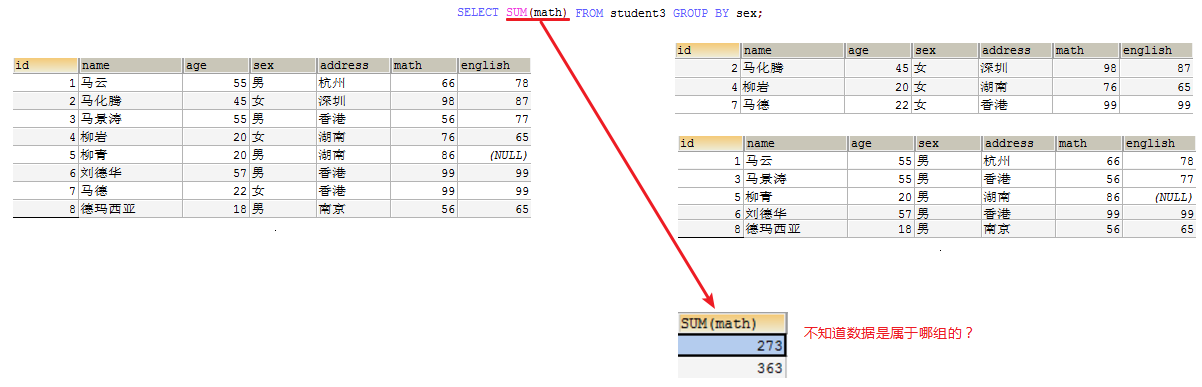 SELECT SUM(math) FROM student3 GROUP BY sex;
id name age sex address math english
1 马云 55 男 杭州 66 78
2 马化腾 45 女 深圳 98 87
3 马景涛 55 男 香港 56 77
4 柳岩 20 女 湖南 76 65
5 柳青 20 男 湖南 86 (NULL)
6 刘德华 57 男 香港 99 99
7 马德 22 女 香港 99 99
8 德玛西亚 18 男 南京 56 65
id name age sex address math english
2 马化腾 45 女 深圳 98 87
4 柳岩 20 女 湖南 76 65
7 马德 22 女 香港 99 99
id name age sex address math english
1 马云 55 男 杭州 66 78
3 马景涛 55 男 香港 56 77
5 柳青 20 男 湖南 86 (NULL)
6 刘德华 57 男 香港 99 99
8 德玛西亚 18 男 南京 56 65
SUM(math)
273
363
不知道数据是属于哪组的？